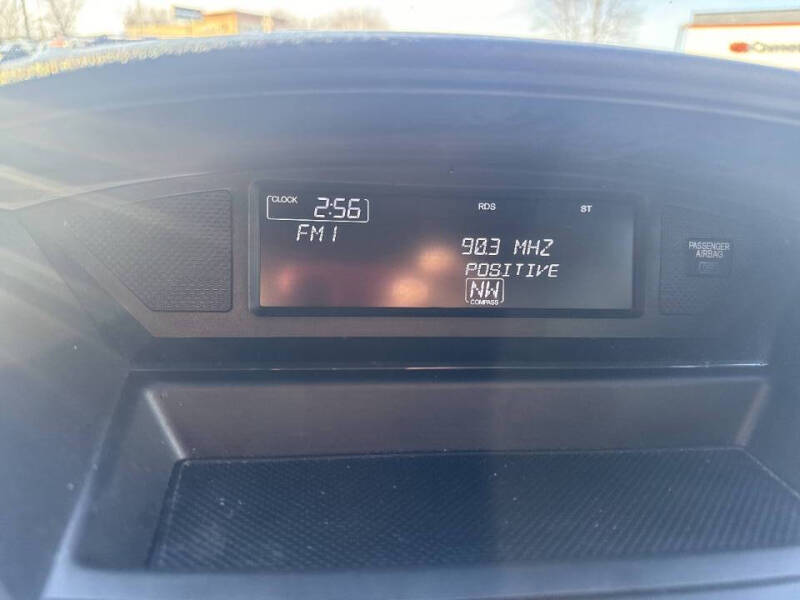 CLOCK 2:56 RDS ST
FM1
90.3 MHZ
POSITIVE
NW
COMPASS
PASSENGER
AIRBAG